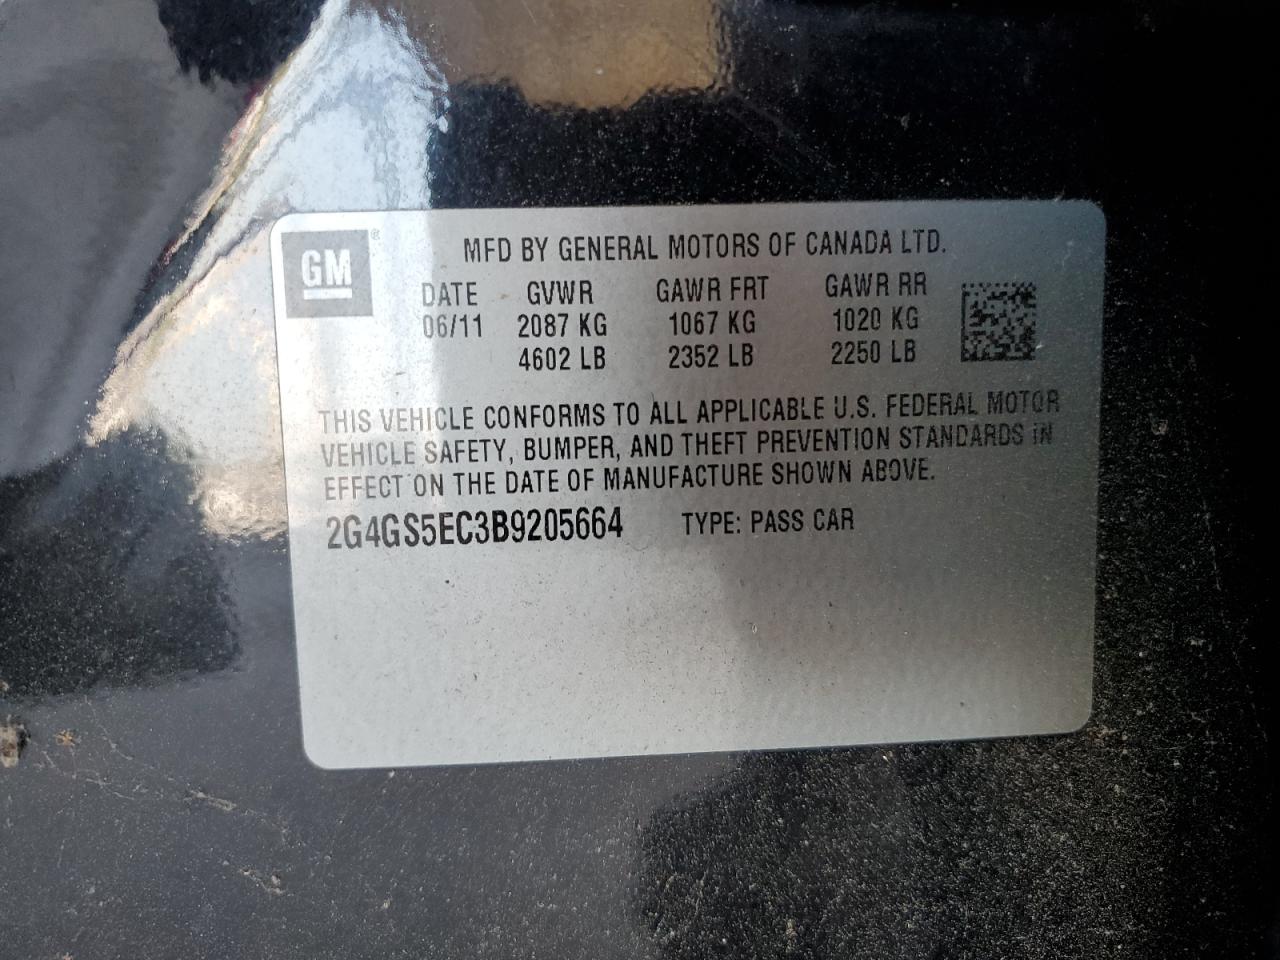 GM®
MFD BY GENERAL MOTORS OF CANADA LTD.
DATE GVWR GAWR FRT GAWR RR
06/11 2087 KG 1067 KG 1020 KG
4602 LB 2352 LB 2250 LB
THIS VEHICLE CONFORMS TO ALL APPLICABLE U.S. FEDERAL MOTOR
VEHICLE SAFETY, BUMPER, AND THEFT PREVENTION STANDARDS IN
EFFECT ON THE DATE OF MANUFACTURE SHOWN ABOVE.
2G4GS5EC3B9205664 TYPE: PASS CAR